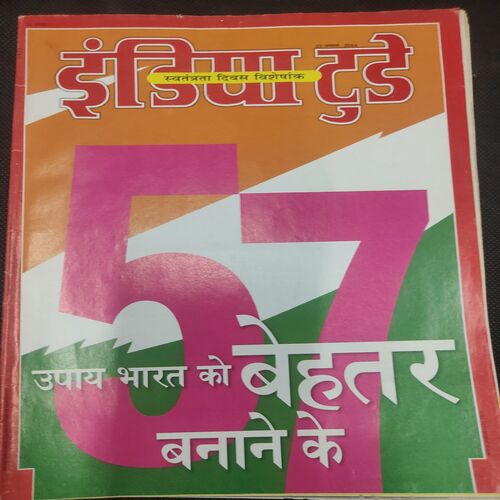 इंडिया टुडे
स्वतंत्रता दिवस विशेषांक
57
उपाय भारत को बेहतर
बनाने के